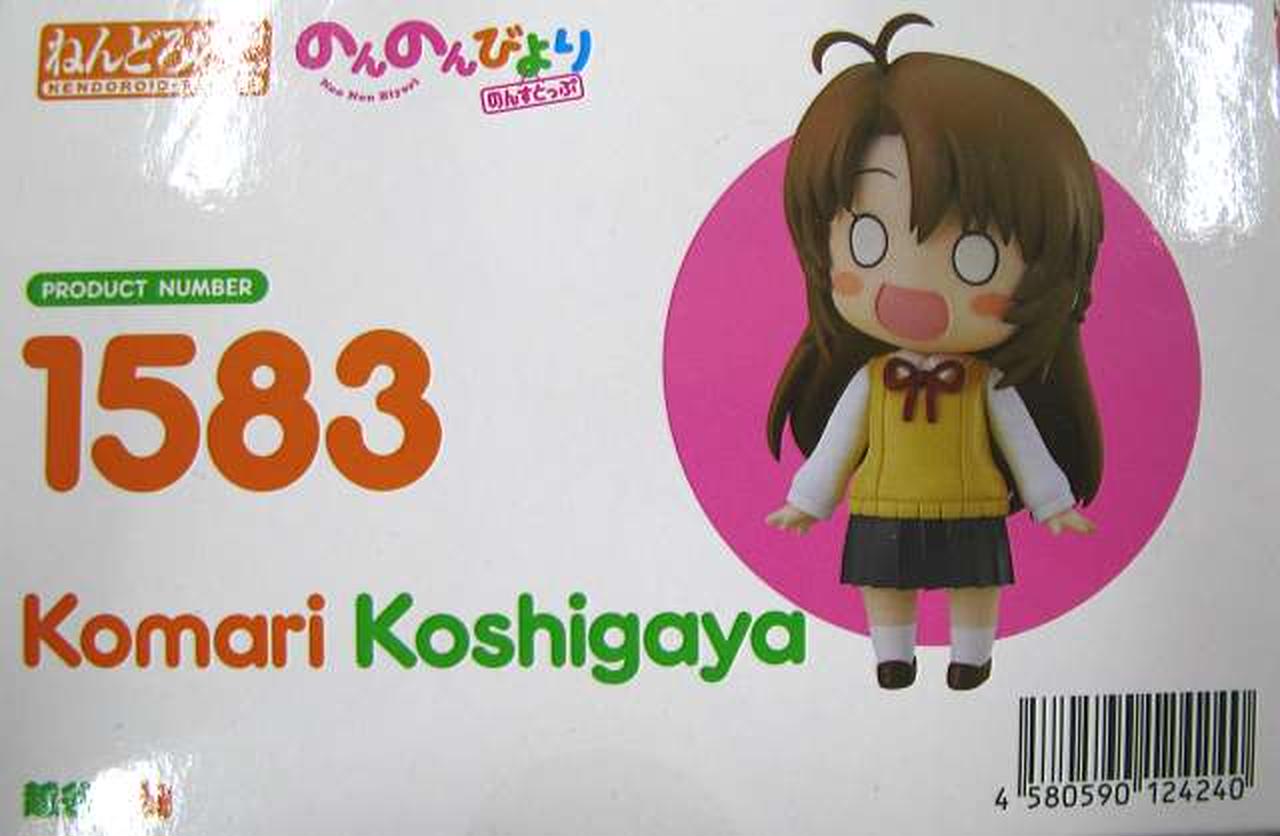 ねんどろ
NENDOROID
のんのんびより
Non Non Biyori
のんすとっぷ
PRODUCT NUMBER
1583
Komari Koshigaya
4 580590 124240